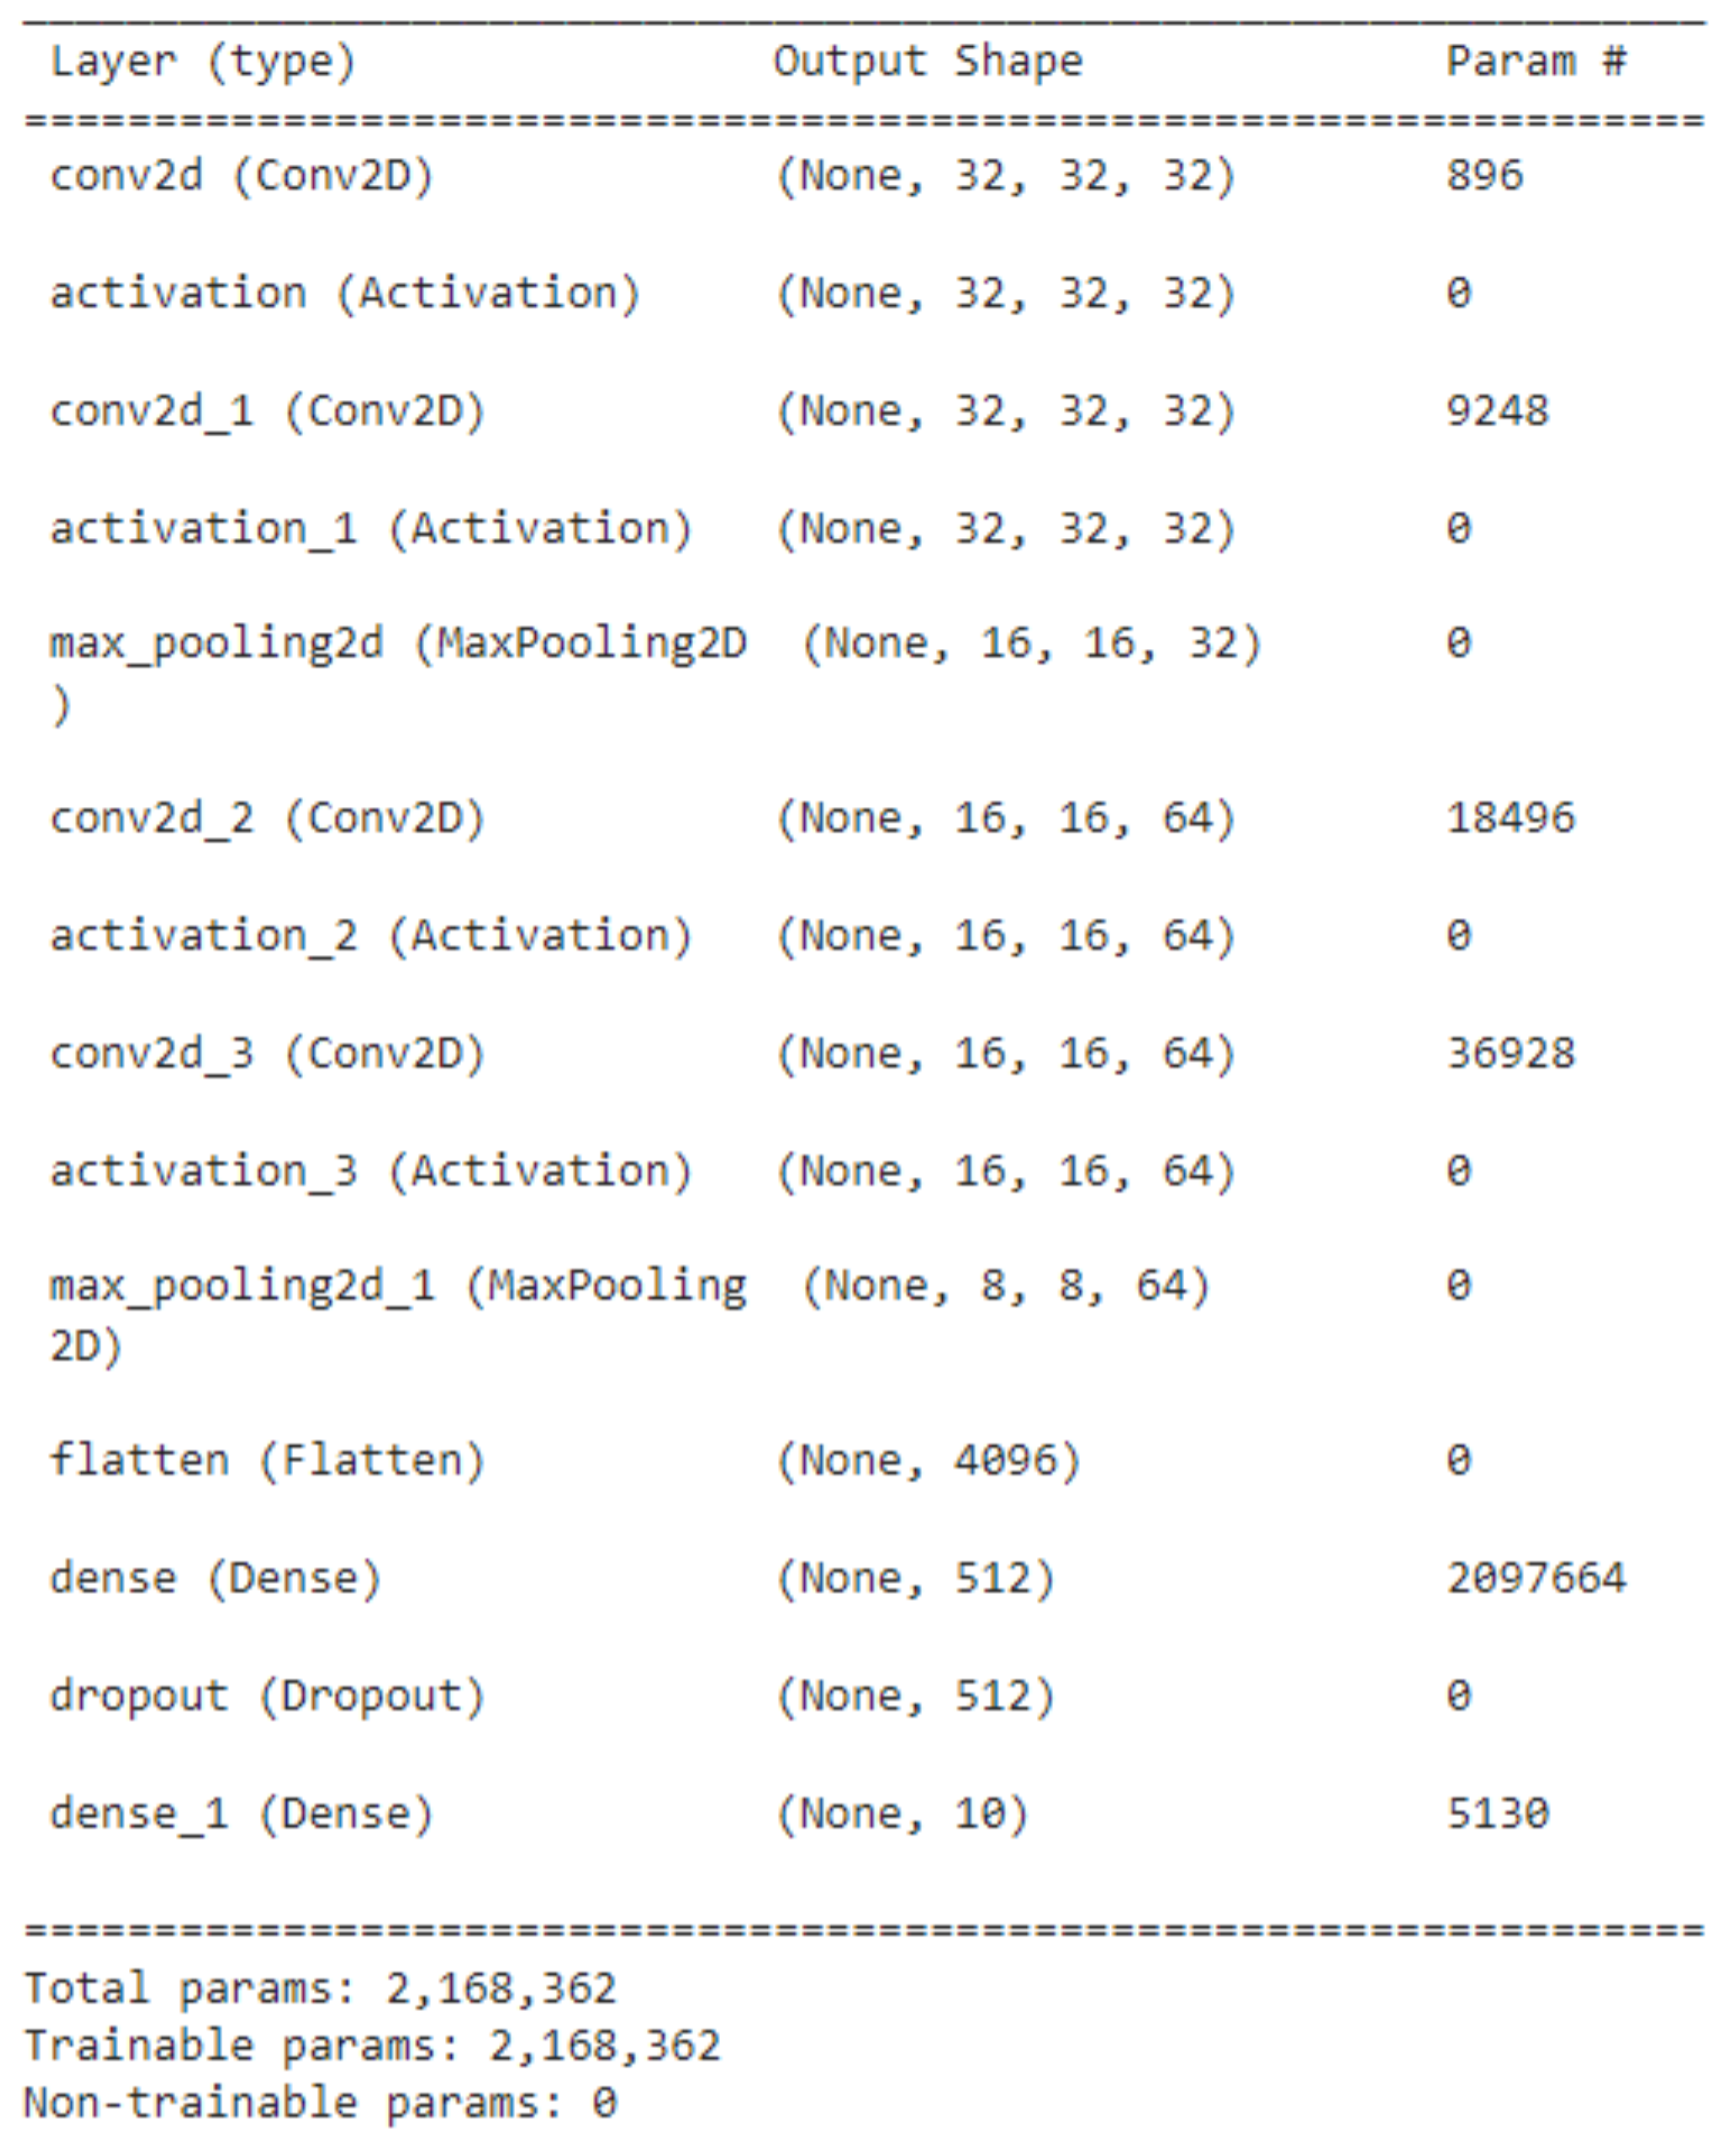 Layer (type) Output Shape Param #
=================================================================
conv2d (Conv2D) (None, 32, 32, 32) 896
activation (Activation) (None, 32, 32, 32) 0
conv2d_1 (Conv2D) (None, 32, 32, 32) 9248
activation_1 (Activation) (None, 32, 32, 32) 0
max_pooling2d (MaxPooling2D (None, 16, 16, 32) 0
)
conv2d_2 (Conv2D) (None, 16, 16, 64) 18496
activation_2 (Activation) (None, 16, 16, 64) 0
conv2d_3 (Conv2D) (None, 16, 16, 64) 36928
activation_3 (Activation) (None, 16, 16, 64) 0
max_pooling2d_1 (MaxPooling (None, 8, 8, 64) 0
2D)
flatten (Flatten) (None, 4096) 0
dense (Dense) (None, 512) 2097664
dropout (Dropout) (None, 512) 0
dense_1 (Dense) (None, 10) 5130
=================================================================
Total params: 2,168,362
Trainable params: 2,168,362
Non-trainable params: 0